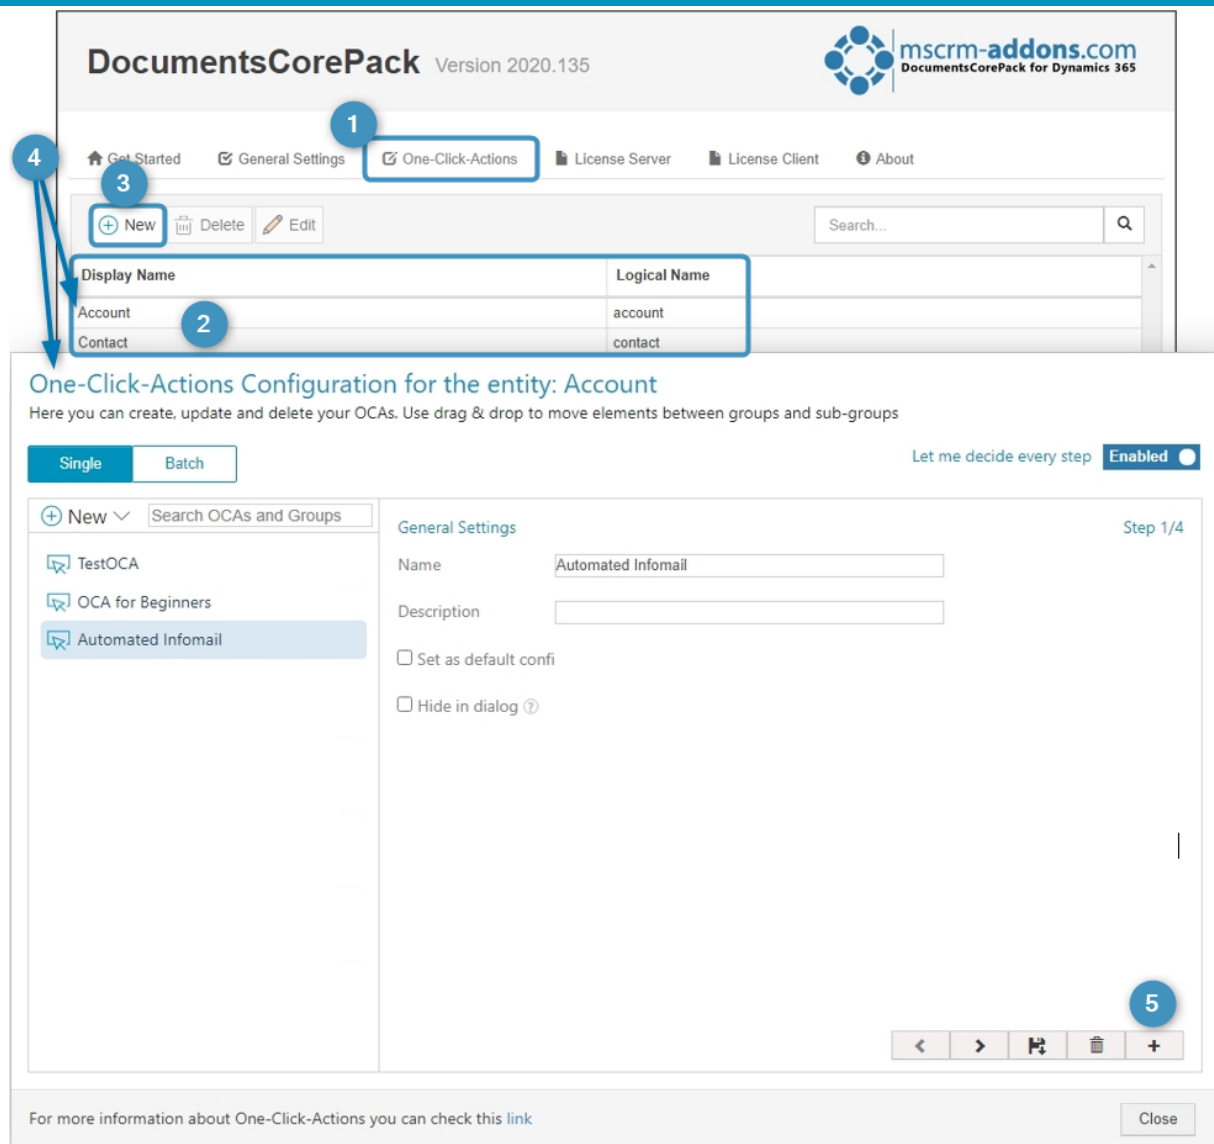 DocumentsCorePack Version 2020.135
mscrm-addons.com
DocumentsCorePack for Dynamics 365
1
4
Get Started General Settings One-Click-Actions License Server License Client About
3
New Delete Edit Search...
Display Name Logical Name
Account account
2
Contact contact
One-Click-Actions Configuration for the entity: Account
Here you can create, update and delete your OCAs. Use drag & drop to move elements between groups and sub-groups
Single Batch Let me decide every step Enabled
New Search OCAs and Groups
General Settings Step 1/4
TestOCA
Name Automated Infomail
OCA for Beginners
Description
Automated Infomail
Set as default confi
Hide in dialog ?
5
For more information about One-Click-Actions you can check this link Close